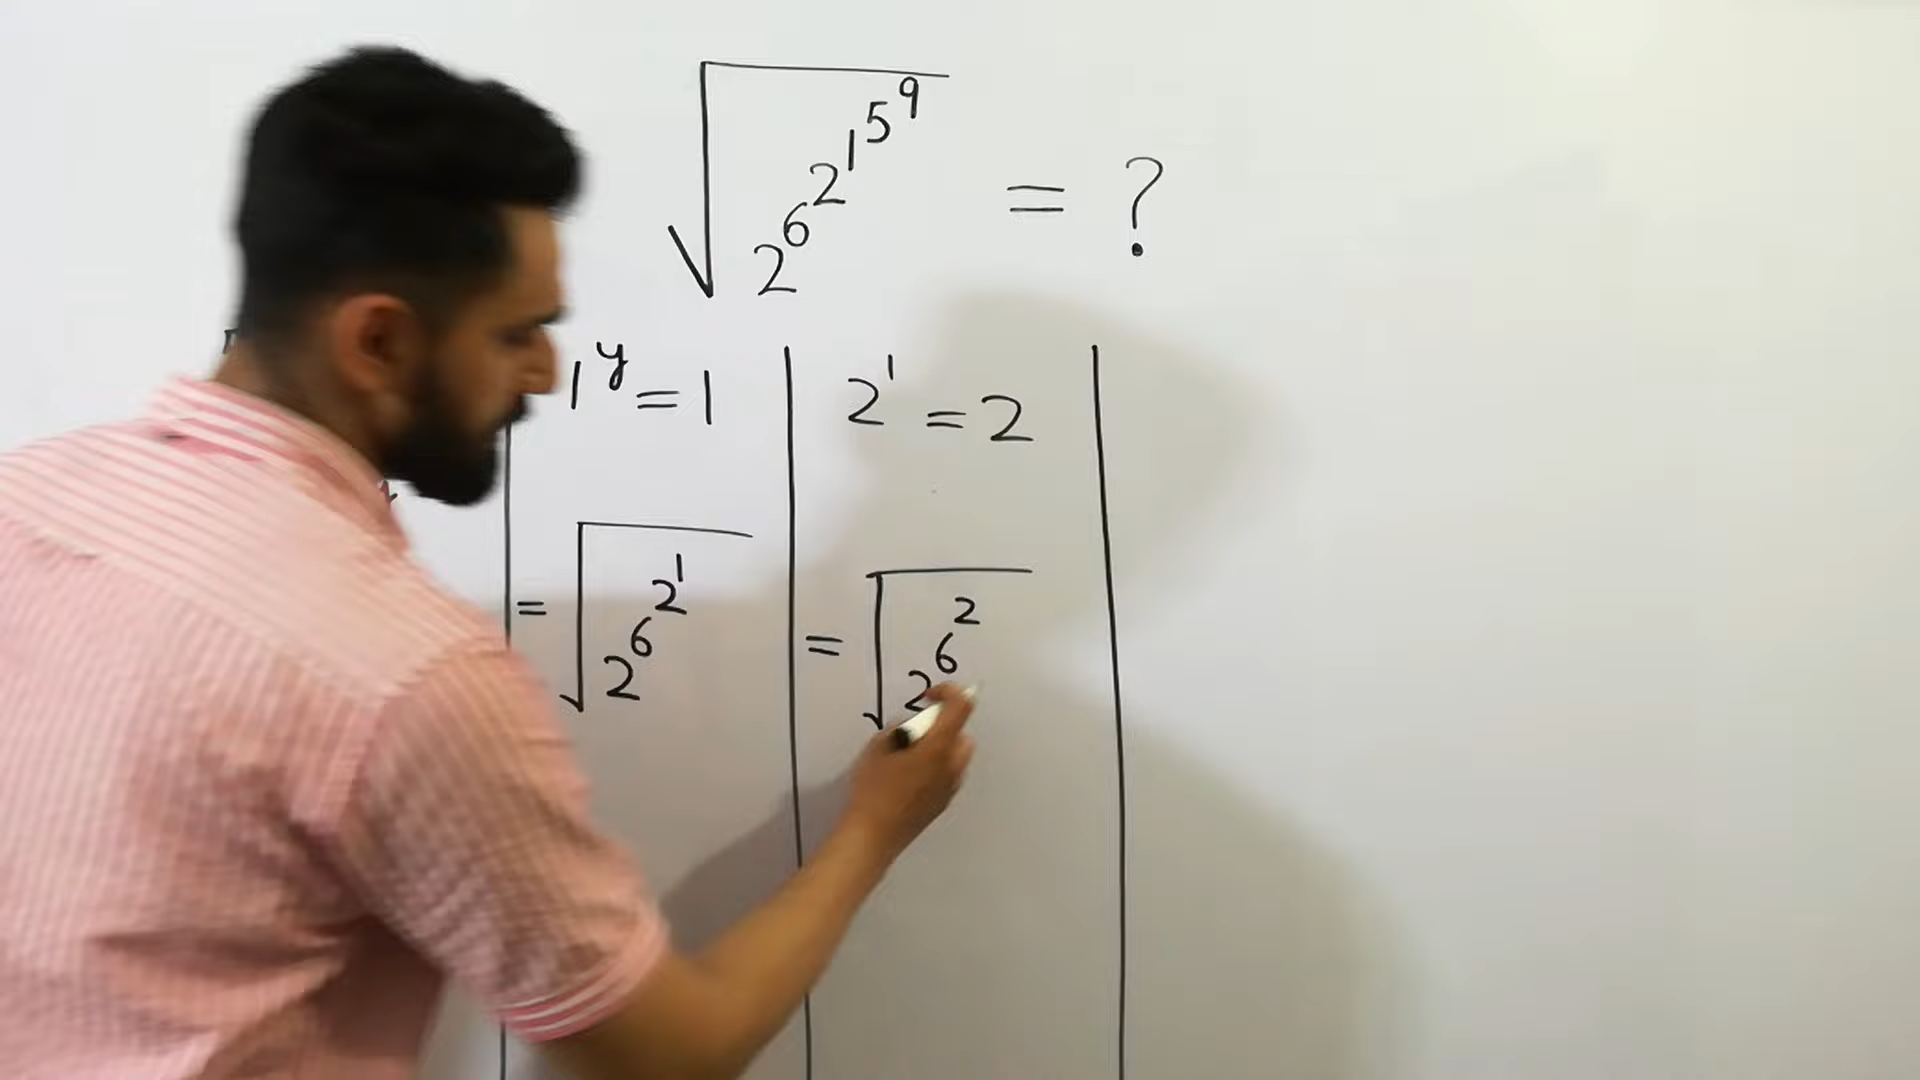 √2^6^2^1^5^9 = ?
1^y = 1
2^1 = 2
= √2^6^2^1
= √2^6^2